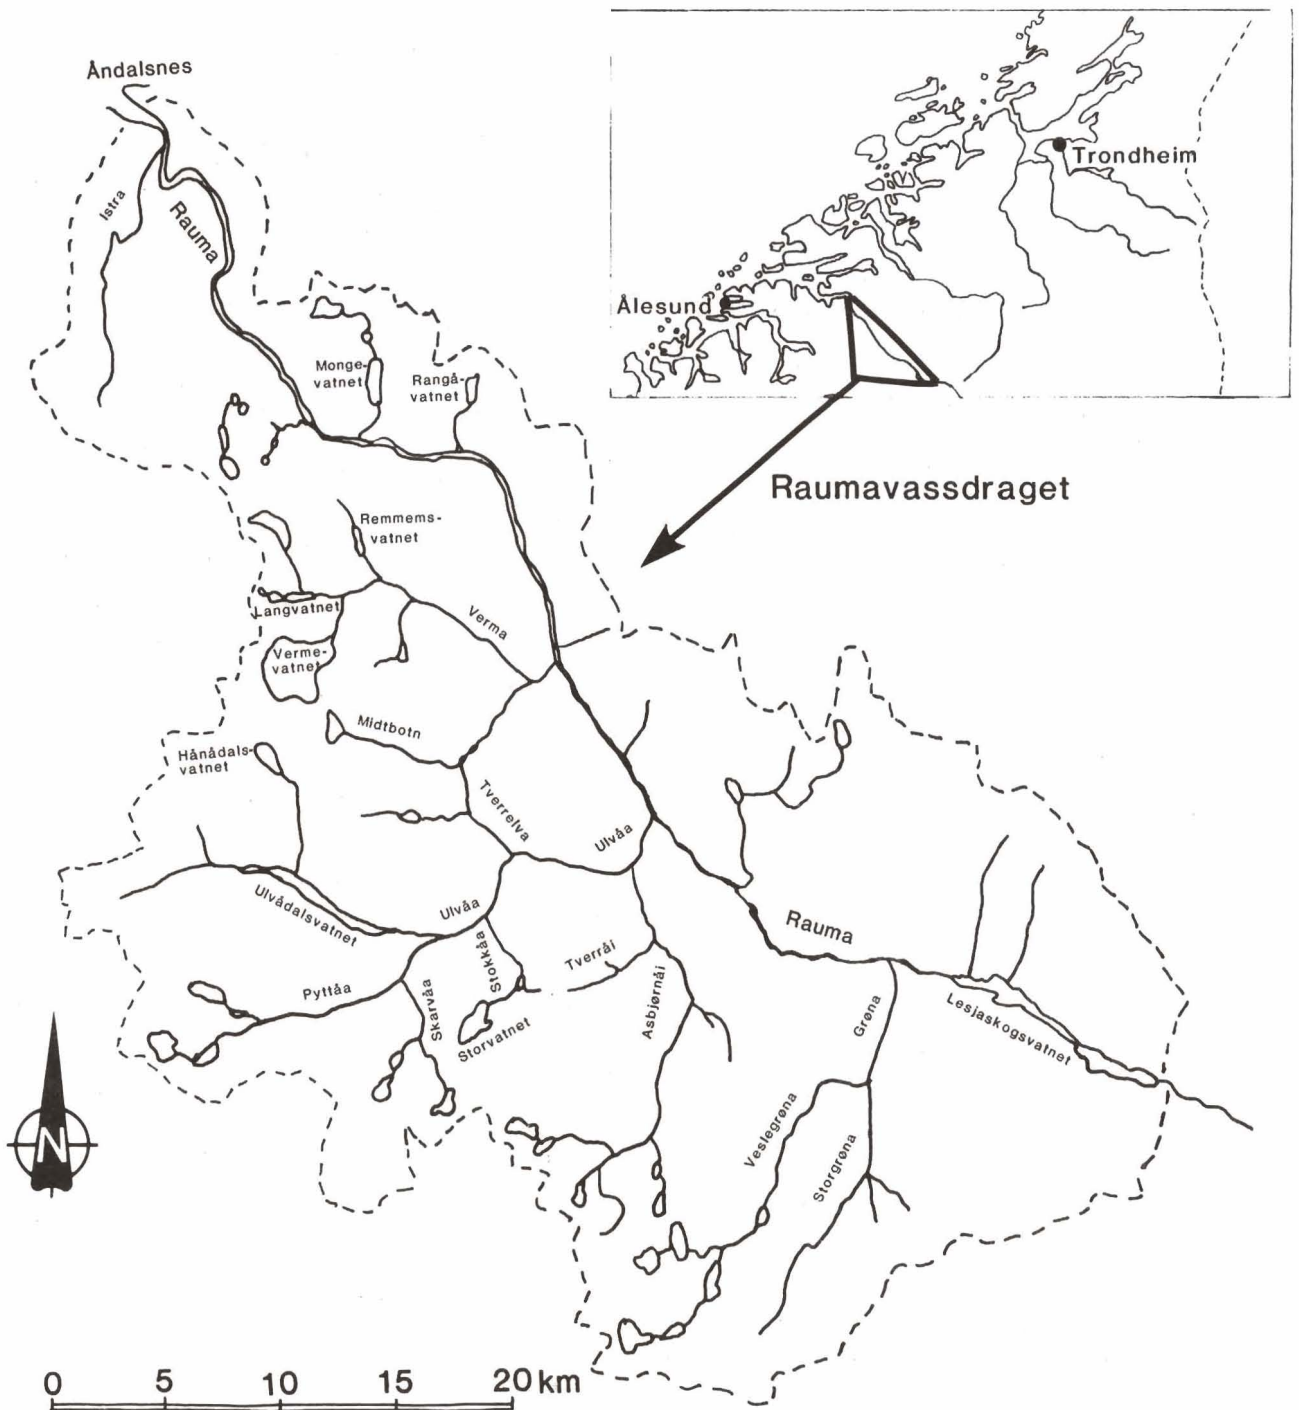 Åndalsnes
Trondheim
Ålesund
Istra
Rauma
Monge-
vatnet
Rangå-
vatnet
Raumavassdraget
Remmems-
vatnet
Langvatnet
Verma
Verme-
vatnet
Midtbotn
Hånådals-
vatnet
Tverrelva
Ulvåa
Ulvådalsvatnet
Ulvåa
Stokkåa
Tverråi
Rauma
Pyttåa
Skarvåa
Storvatnet
Asbjørnåi
Grøna
Lesjaskogsvatnet
Veslegrøna
Storgrøna
N
0 5 10 15 20 km